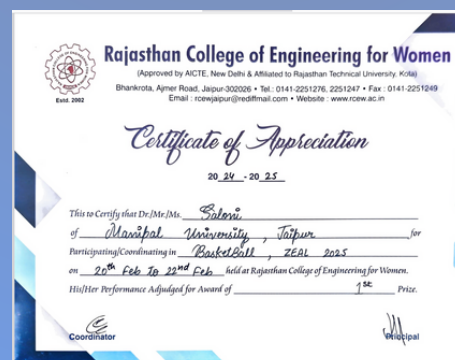 Rajasthan College of Engineering for Women
(Approved by AICTE, New Delhi & Affiliated to Rajasthan Technical University, Kota)
Bhankrota, Ajmer Road, Jaipur-302026 • Tel.: 0141-2251276, 2251247 • Fax : 0141-2251249
Email : rcewjaipur@rediffmail.com • Website : www.rcew.ac.in
Estd. 2002
Certificate of Appreciation
20 24 - 20 25
This to Certify that Dr./Mr./Ms. Saloni
of Manipal University , Jaipur for
Participating/Coordinating in BasketBall , ZEAL 2025
on 20th Feb To 22nd Feb held at Rajasthan College of Engineering for Women.
His/Her Performance Adjudged for Award of 1st Prize.
Coordinator
Principal